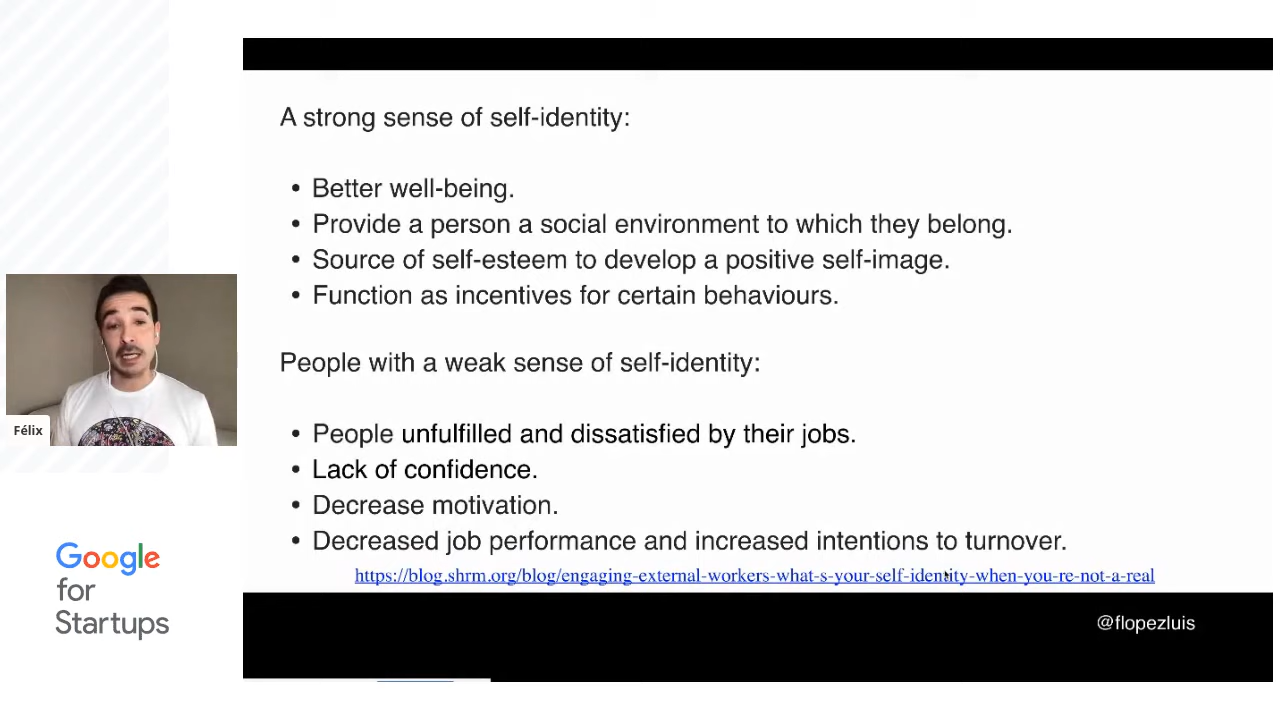 A strong sense of self-identity:
• Better well-being.
• Provide a person a social environment to which they belong.
• Source of self-esteem to develop a positive self-image.
• Function as incentives for certain behaviours.
People with a weak sense of self-identity:
• People unfulfilled and dissatisfied by their jobs.
• Lack of confidence.
• Decrease motivation.
• Decreased job performance and increased intentions to turnover.
https://blog.shrm.org/blog/engaging-external-workers-what-s-your-self-identity-when-you-re-not-a-real
@flopezluis
Félix
Google
for
Startups